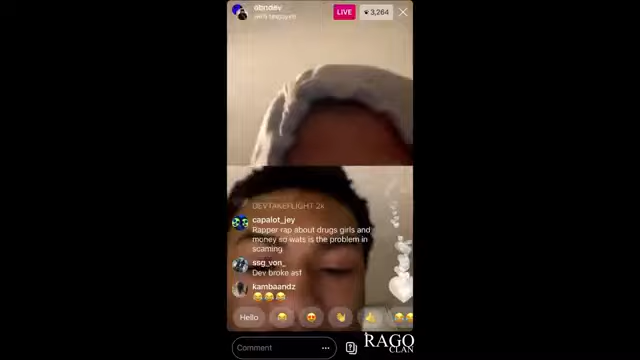 dbndev
LIVE
3,264
DEVTAKEFLIGHT 2K
capalot_jey
Rapper rap about drugs girls and
money so wats is the problem in
scaming
ssg_von_
Dev broke asf
kambaandz
😂😂😂
Hello
Comment
RAGO
CLAN